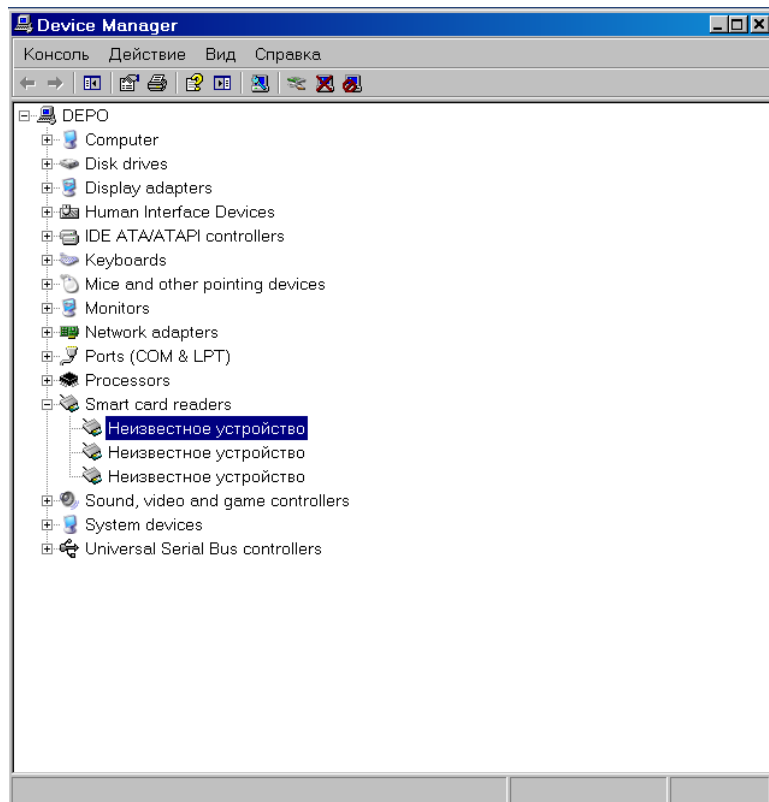 Device Manager
Консоль Действие Вид Справка
DEPO
Computer
Disk drives
Display adapters
Human Interface Devices
IDE ATA/ATAPI controllers
Keyboards
Mice and other pointing devices
Monitors
Network adapters
Ports (COM & LPT)
Processors
Smart card readers
Неизвестное устройство
Неизвестное устройство
Неизвестное устройство
Sound, video and game controllers
System devices
Universal Serial Bus controllers